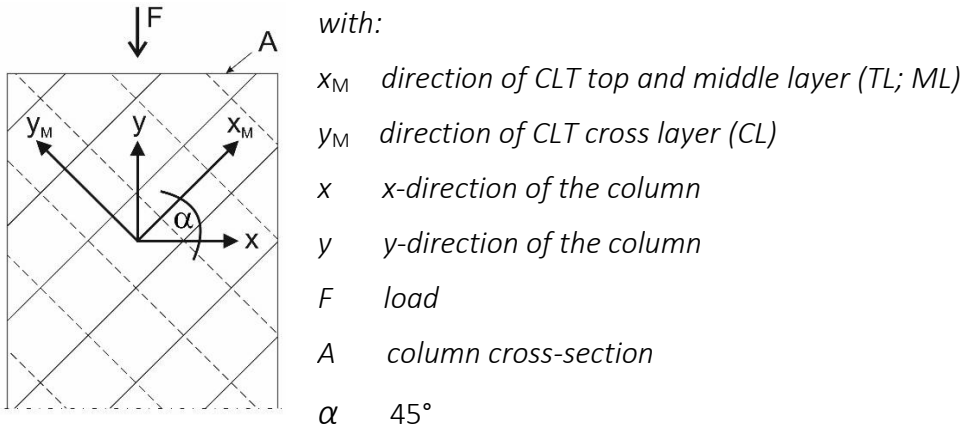 F
A
y_M
y
x_M
α
x
with:
x_M direction of CLT top and middle layer (TL; ML)
y_M direction of CLT cross layer (CL)
x x-direction of the column
y y-direction of the column
F load
A column cross-section
α 45°